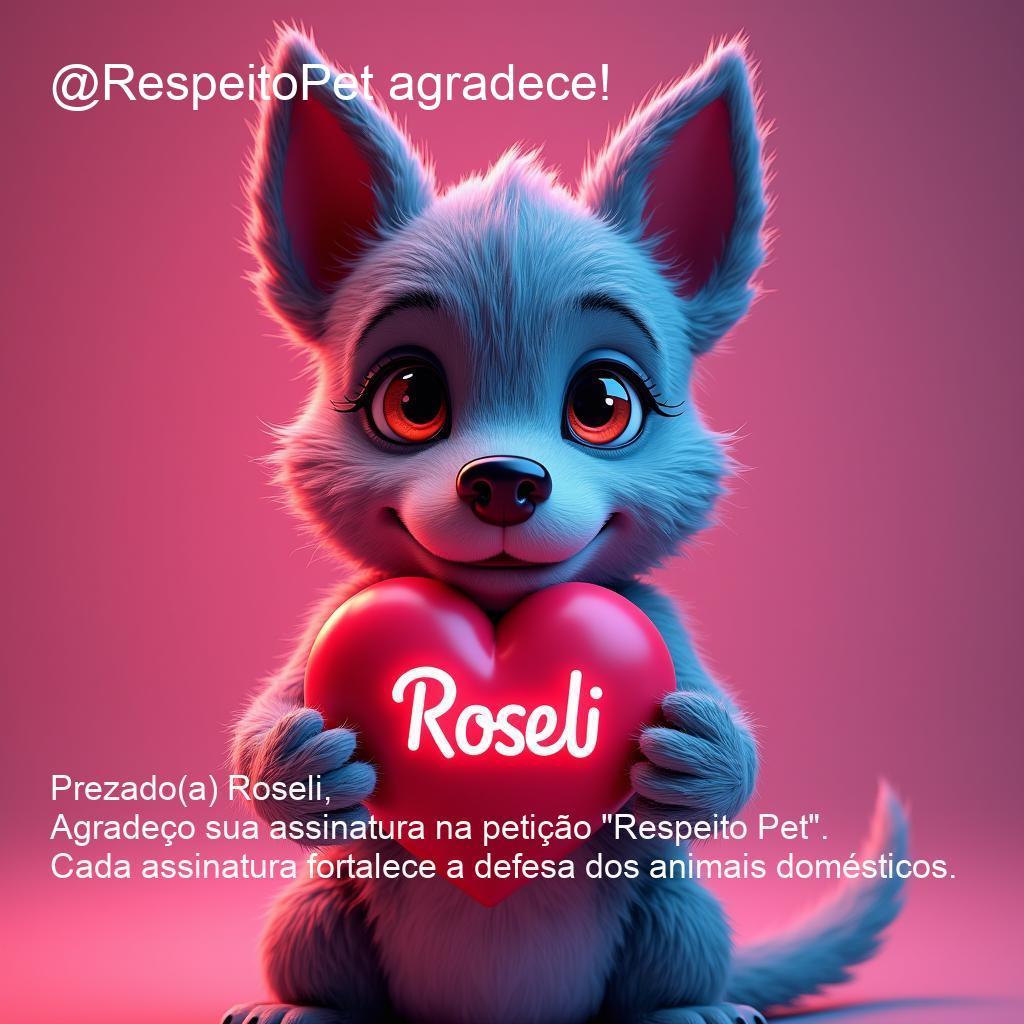 @RespeitoPet agradece!
Roseli
Prezado(a) Roseli,
Agradeço sua assinatura na petição "Respeito Pet".
Cada assinatura fortalece a defesa dos animais domésticos.